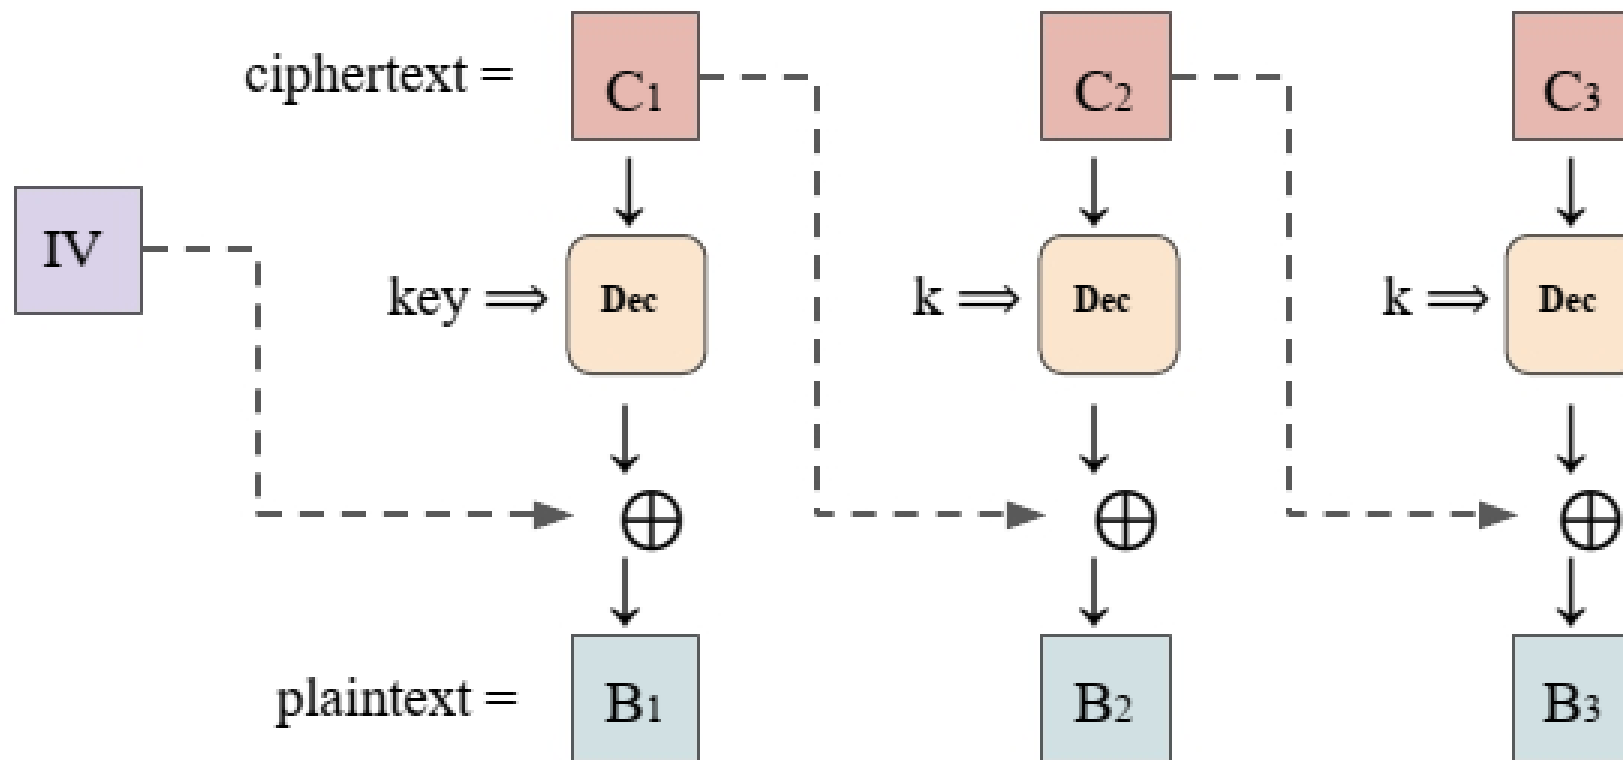 ciphertext = C1 C2 C3
IV
key ⇒ Dec k ⇒ Dec k ⇒ Dec
⊕ ⊕ ⊕
plaintext = B1 B2 B3